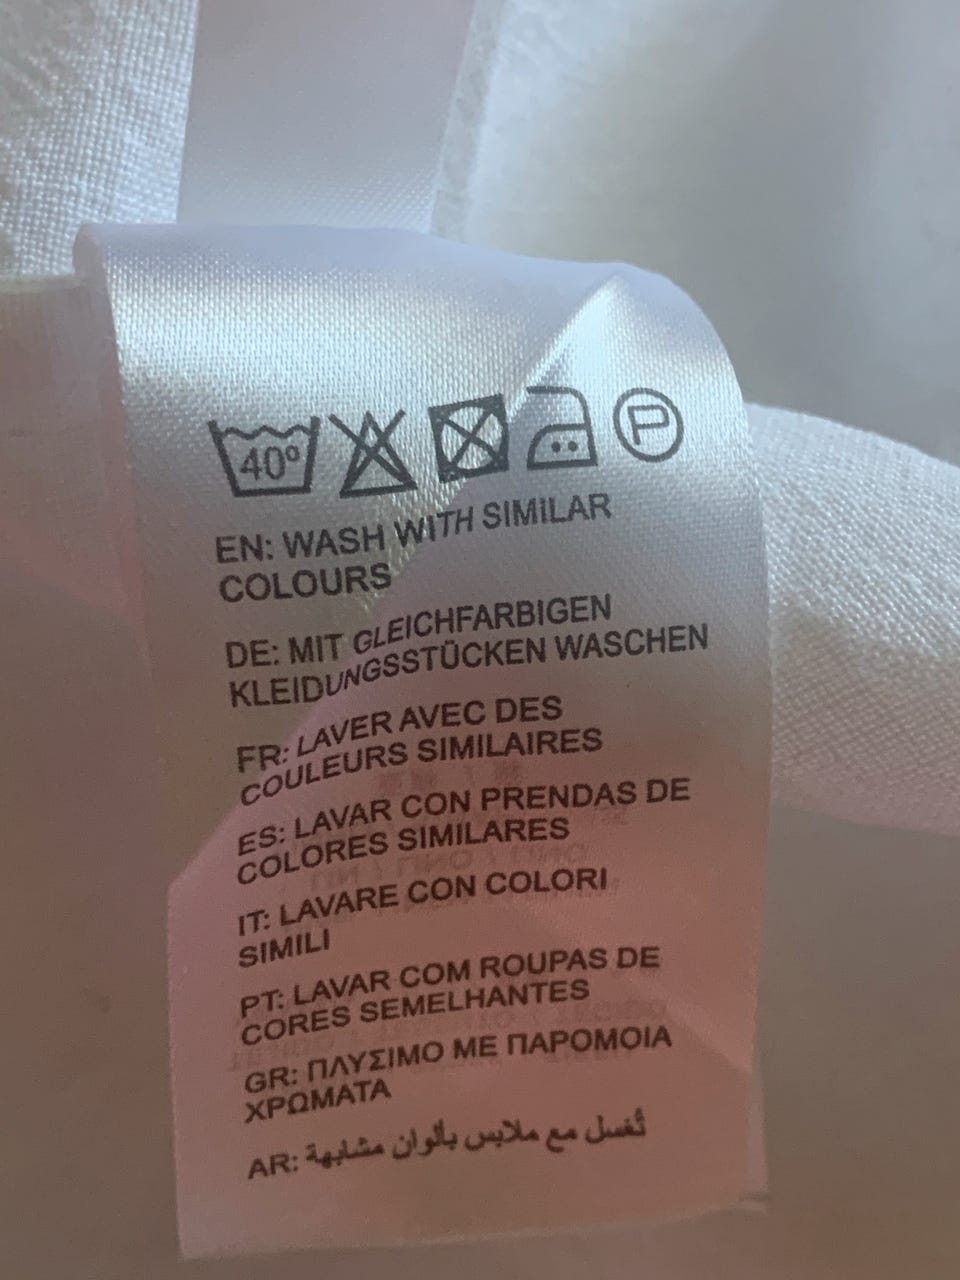 40°
P
EN: WASH WITH SIMILAR
COLOURS
DE: MIT GLEICHFARBIGEN
KLEIDUNGSSTÜCKEN WASCHEN
FR: LAVER AVEC DES
COULEURS SIMILAIRES
ES: LAVAR CON PRENDAS DE
COLORES SIMILARES
IT: LAVARE CON COLORI
SIMILI
PT: LAVAR COM ROUPAS DE
CORES SEMELHANTES
GR: ΠΛΥΣΙΜΟ ΜΕ ΠΑΡΟΜΟΙΑ
ΧΡΩΜΑΤΑ
AR: تُغسل مع ملابس بألوان مشابهة